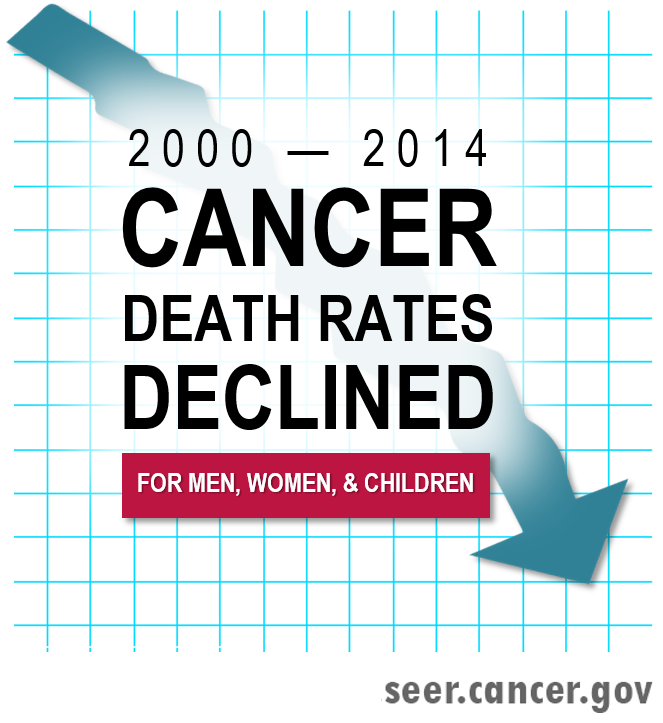 2000 — 2014
CANCER
DEATH RATES
DECLINED
FOR MEN, WOMEN, & CHILDREN
seer.cancer.gov